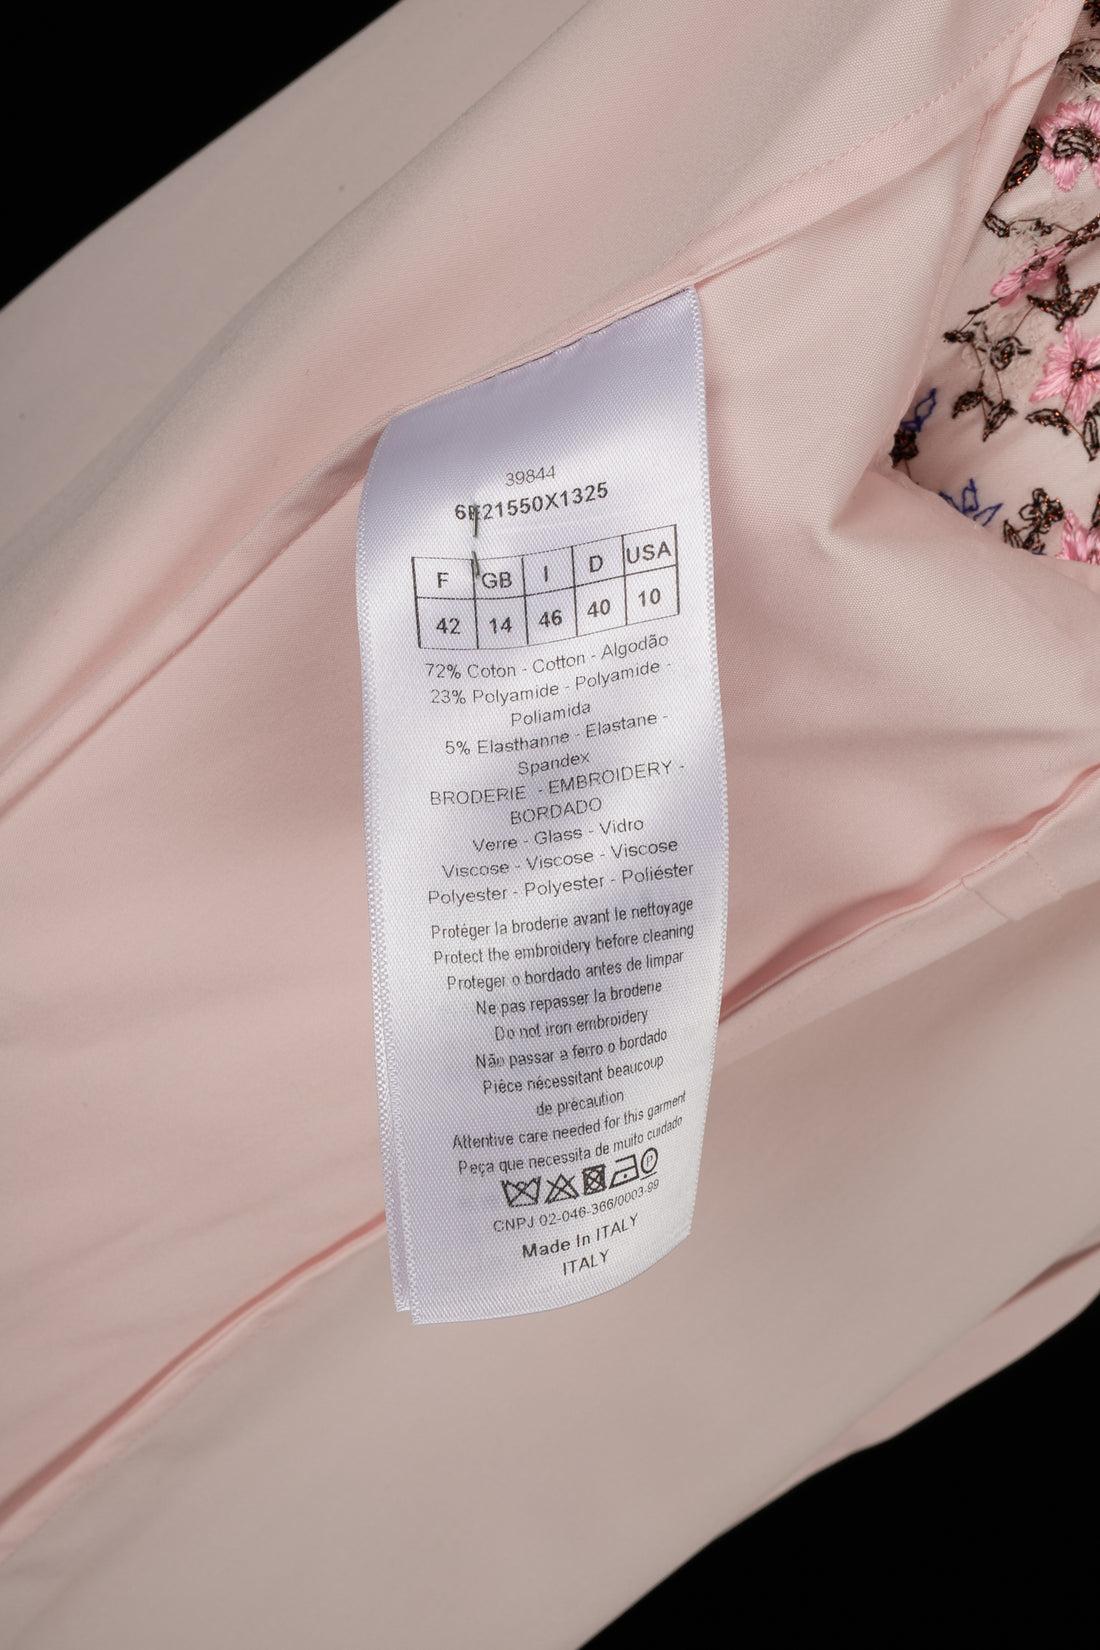 39844
6E21550X1325
F GB I D USA
42 14 46 40 10
72% Coton - Cotton - Algodão
23% Polyamide - Polyamide -
Poliamida
5% Elasthanne - Elastane -
Spandex
BRODERIE - EMBROIDERY -
BORDADO
Verre - Glass - Vidro
Viscose - Viscose - Viscose
Polyester - Polyester - Poliéster
Protéger la broderie avant le nettoyage
Protect the embroidery before cleaning
Proteger o bordado antes de limpar
Ne pas repasser la broderie
Do not iron embroidery
Não passar a ferro o bordado
Pièce nécessitant beaucoup
de précaution
Attentive care needed for this garment
Peça que necessita de muito cuidado
P
CNPJ 02-046-366/0003-99
Made In ITALY
ITALY